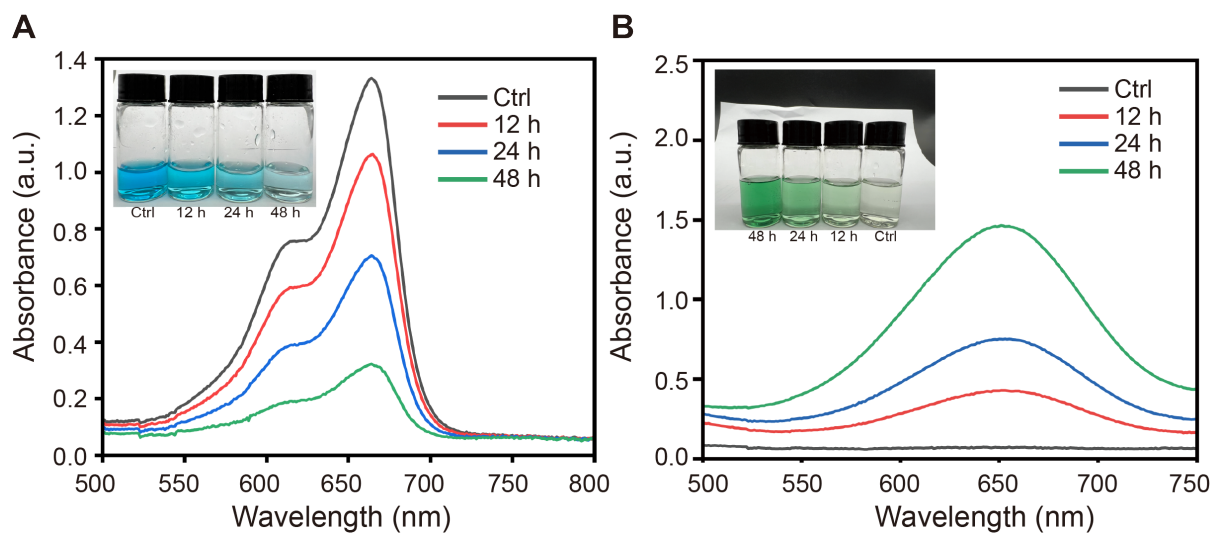 A
Absorbance (a.u.)
1.4
1.2
1.0
0.8
0.6
0.4
0.2
0.0
Ctrl
12 h
24 h
48 h
Ctrl 12 h 24 h 48 h
500 550 600 650 700 750 800
Wavelength (nm)
B
Absorbance (a.u.)
2.5
2.0
1.5
1.0
0.5
0.0
Ctrl
12 h
24 h
48 h
48 h 24 h 12 h Ctrl
500 550 600 650 700 750
Wavelength (nm)